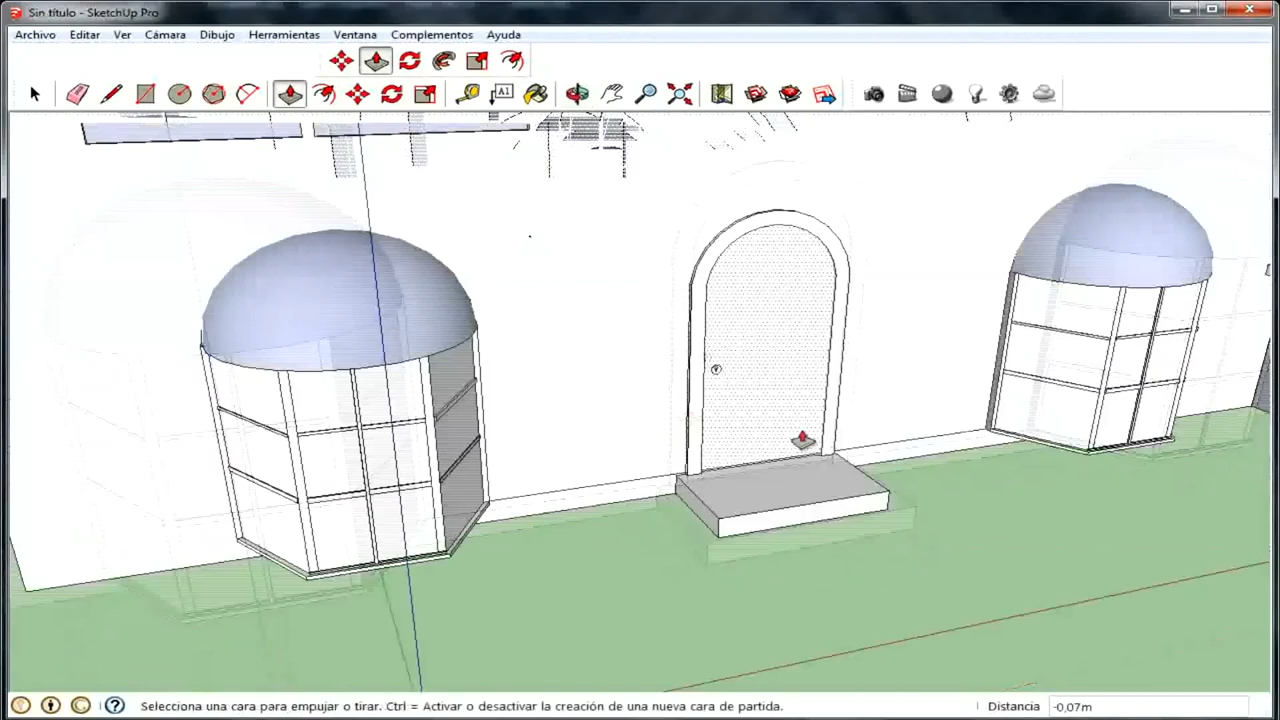 Sin título - SketchUp Pro
Archivo Editar Ver Cámara Dibujo Herramientas Ventana Complementos Ayuda
A1
Selecciona una cara para empujar o tirar. Ctrl = Activar o desactivar la creación de una nueva cara de partida. Distancia -0,07m